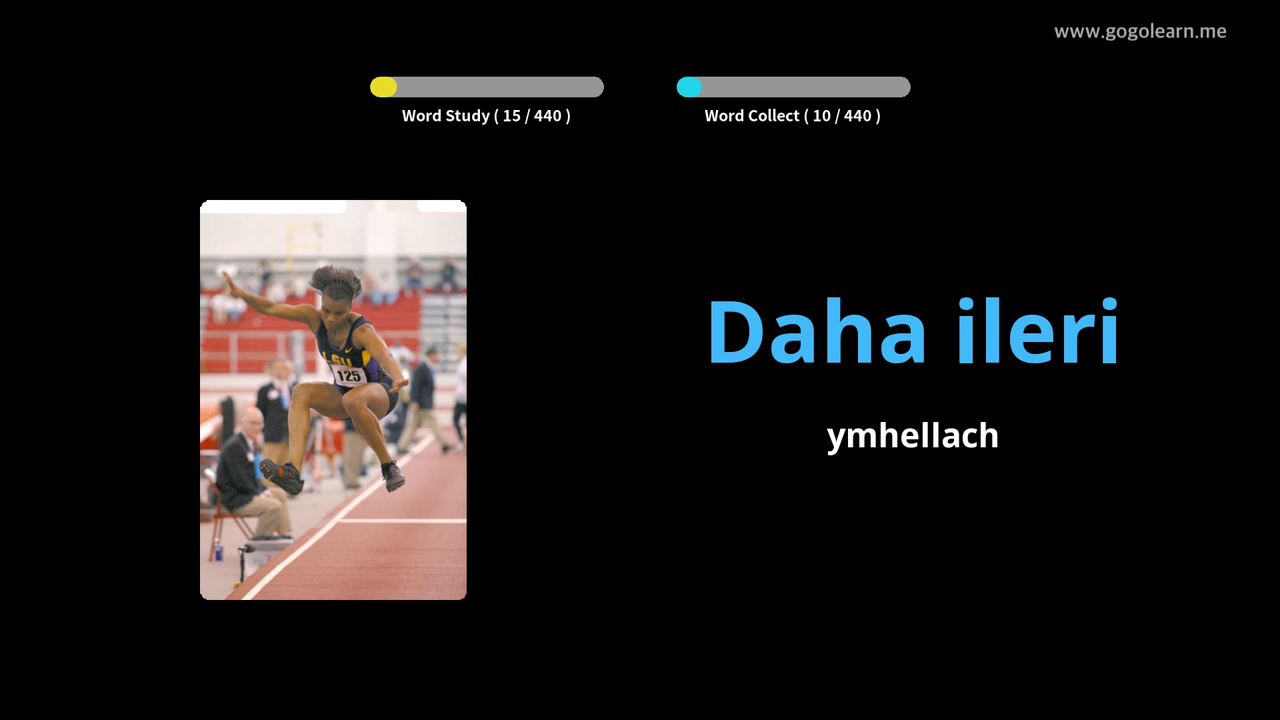 www.gogolearn.me
Word Study ( 15 / 440 )
Word Collect ( 10 / 440 )
LSU
125
Daha ileri
ymhellach